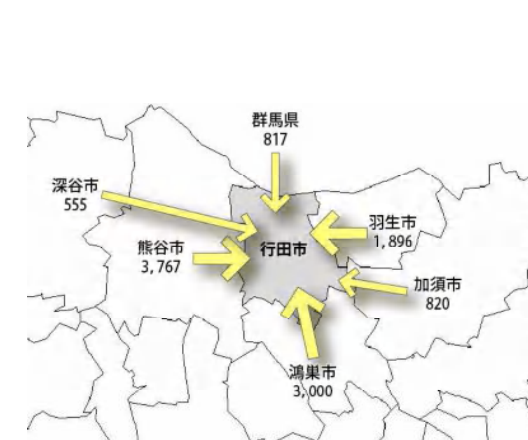 群馬県
817
深谷市
555
羽生市
1,896
熊谷市
3,767
行田市
加須市
820
鴻巣市
3,000